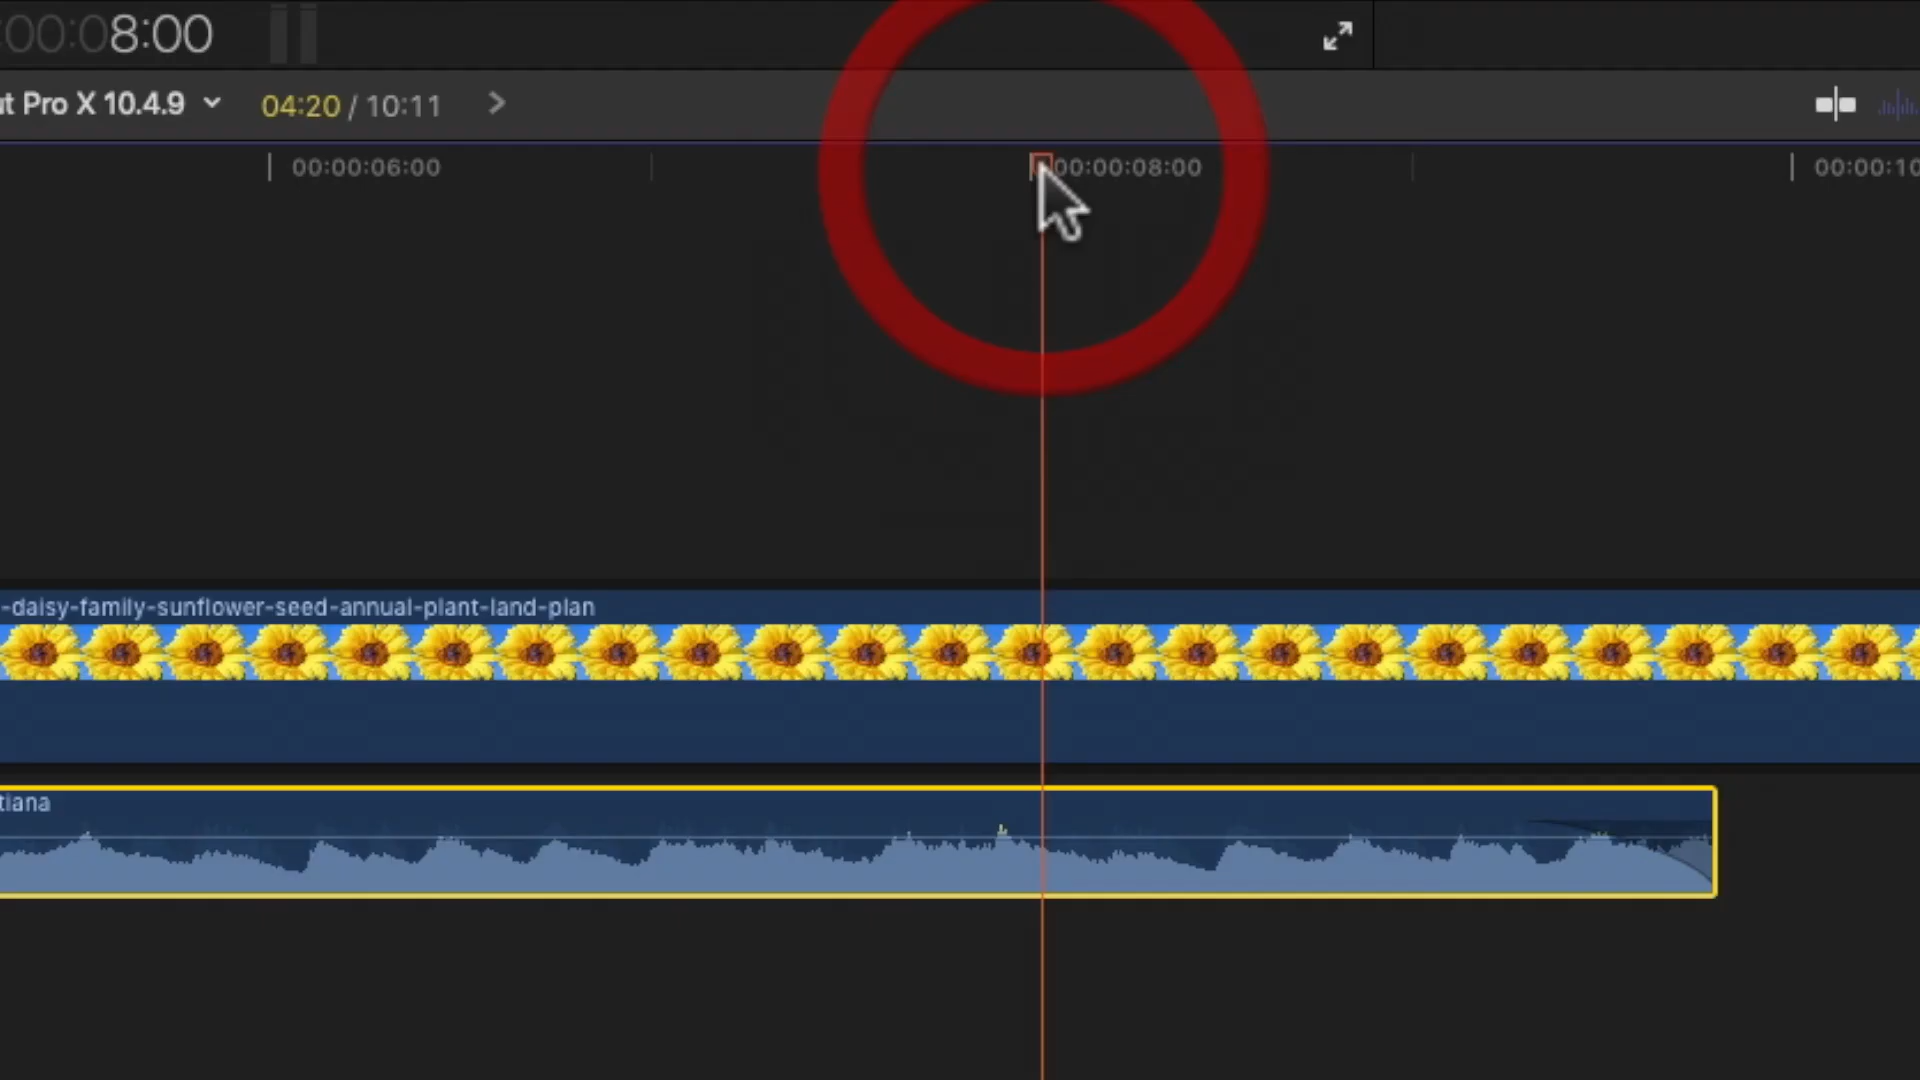 :00:08:00
ut Pro X 10.4.9 04:20 / 10:11
00:00:06:00 00:00:08:00 00:00:10
-daisy-family-sunflower-seed-annual-plant-land-plan
tiana